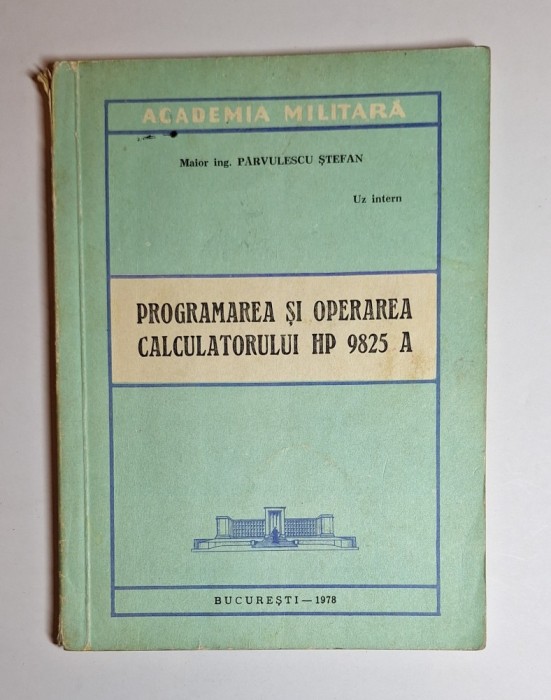 ACADEMIA MILITARĂ
Maior ing. PÂRVULESCU ȘTEFAN
Uz intern
PROGRAMAREA ȘI OPERAREA
CALCULATORULUI HP 9825 A
BUCUREȘTI — 1978